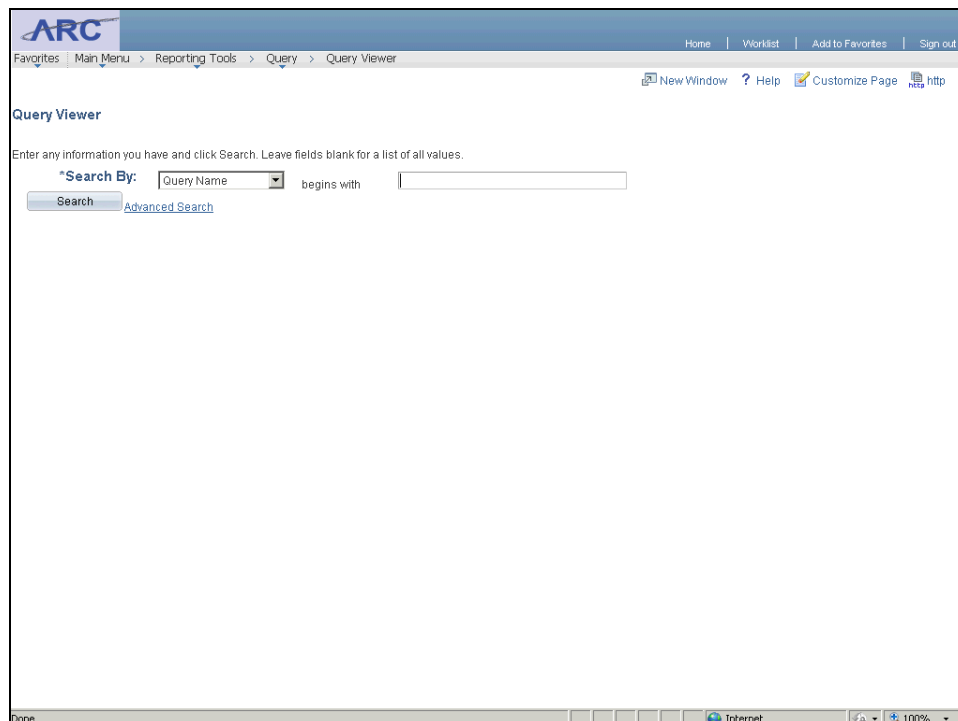 ARC
Home | Worklist | Add to Favorites | Sign out
Favorites Main Menu > Reporting Tools > Query > Query Viewer
New Window ? Help Customize Page http http
Query Viewer
Enter any information you have and click Search. Leave fields blank for a list of all values.
*Search By: Query Name begins with
Search Advanced Search
Done Internet 100%